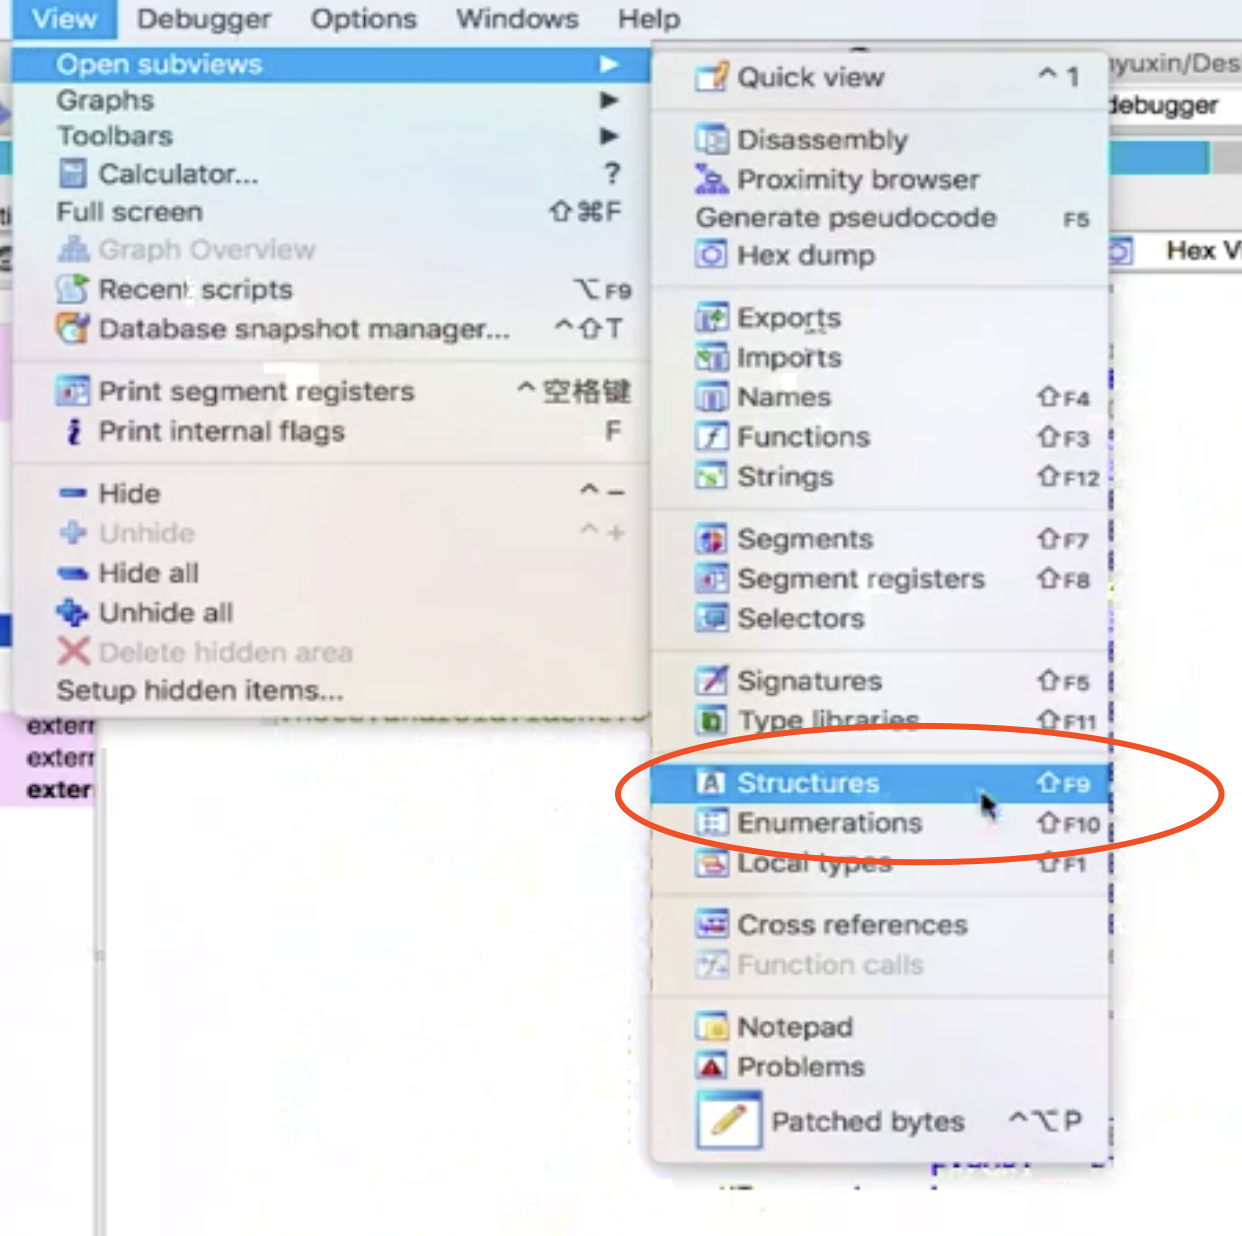 View Debugger Options Windows Help
Open subviews
Graphs
Toolbars
Calculator... ?
Full screen ⇧⌘F
Graph Overview
Recent scripts ⌥F9
Database snapshot manager... ^⇧T
Print segment registers ^空格键
Print internal flags F
Hide ^−
Unhide ^+
Hide all
Unhide all
Delete hidden area
Setup hidden items...
Quick view ^1
Disassembly
Proximity browser
Generate pseudocode F5
Hex dump
Exports
Imports
Names ⇧F4
Functions ⇧F3
Strings ⇧F12
Segments ⇧F7
Segment registers ⇧F8
Selectors
Signatures ⇧F5
Type libraries ⇧F11
Structures ⇧F9
Enumerations ⇧F10
Local types ⇧F1
Cross references
Function calls
Notepad
Problems
Patched bytes ^⌥P
yuxin/Des
debugger
Hex Vi
extern
extern
exter